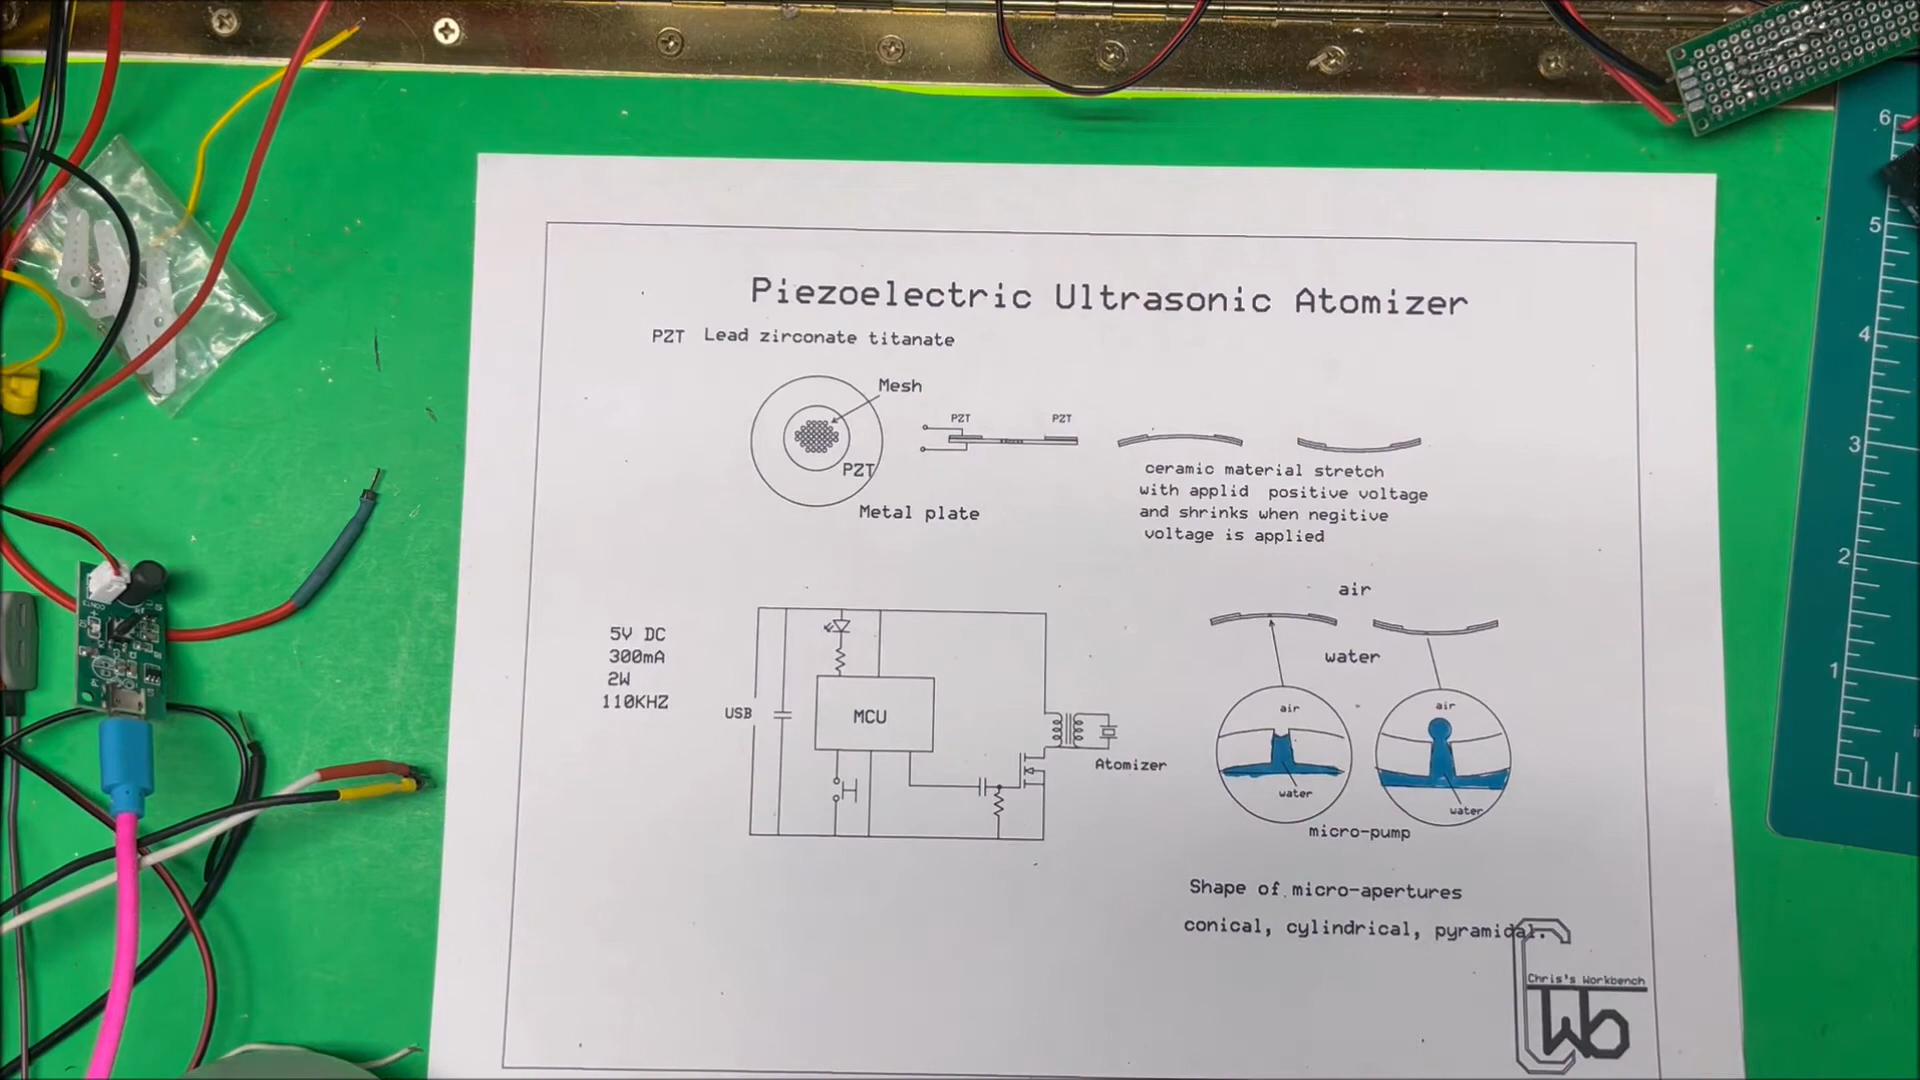 Piezoelectric Ultrasonic Atomizer
PZT Lead zirconate titanate
Mesh
PZT
Metal plate
PZT PZT
ceramic material stretch
with applid positive voltage
and shrinks when negitive
voltage is applied
5V DC
300mA
2W
110KHZ
USB
MCU
Atomizer
air
water
air
water
air
water
micro-pump
Shape of micro-apertures
conical, cylindrical, pyramidal.
Chris's Workbench
Wb
6
5
4
3
2
1